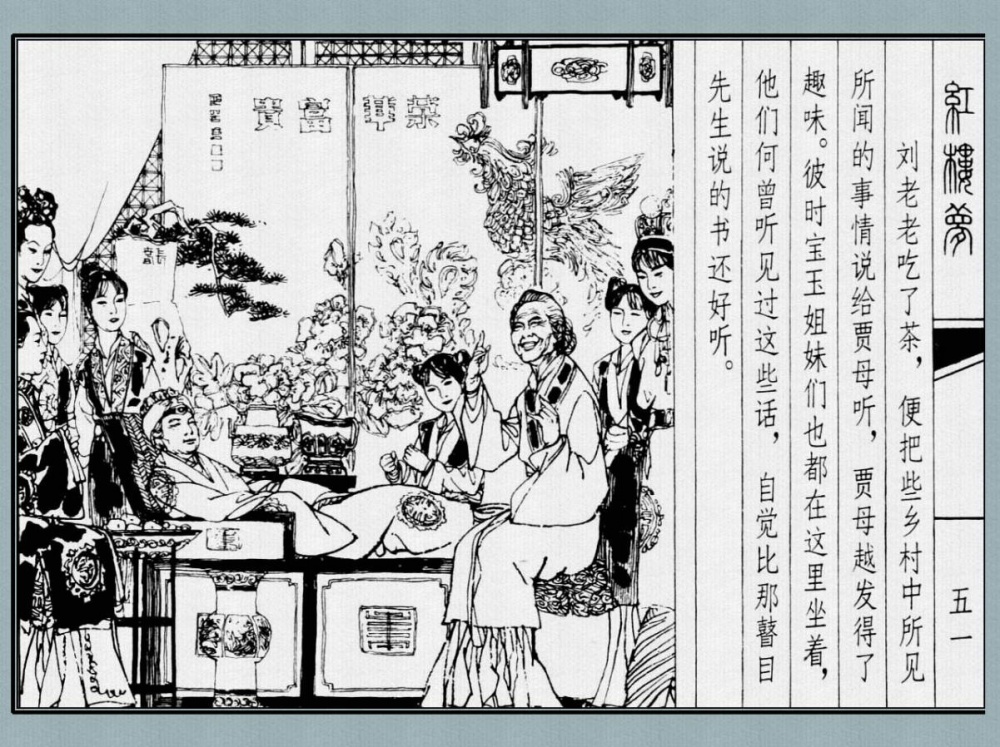 紅樓夢
五一
刘老老吃了茶，便把些乡村中所见
所闻的事情说给贾母听，贾母越发得了
趣味。彼时宝玉姐妹们也都在这里坐着，
他们何曾听见过这些话，自觉比那瞽目
先生说的书还好听。
榮華富貴